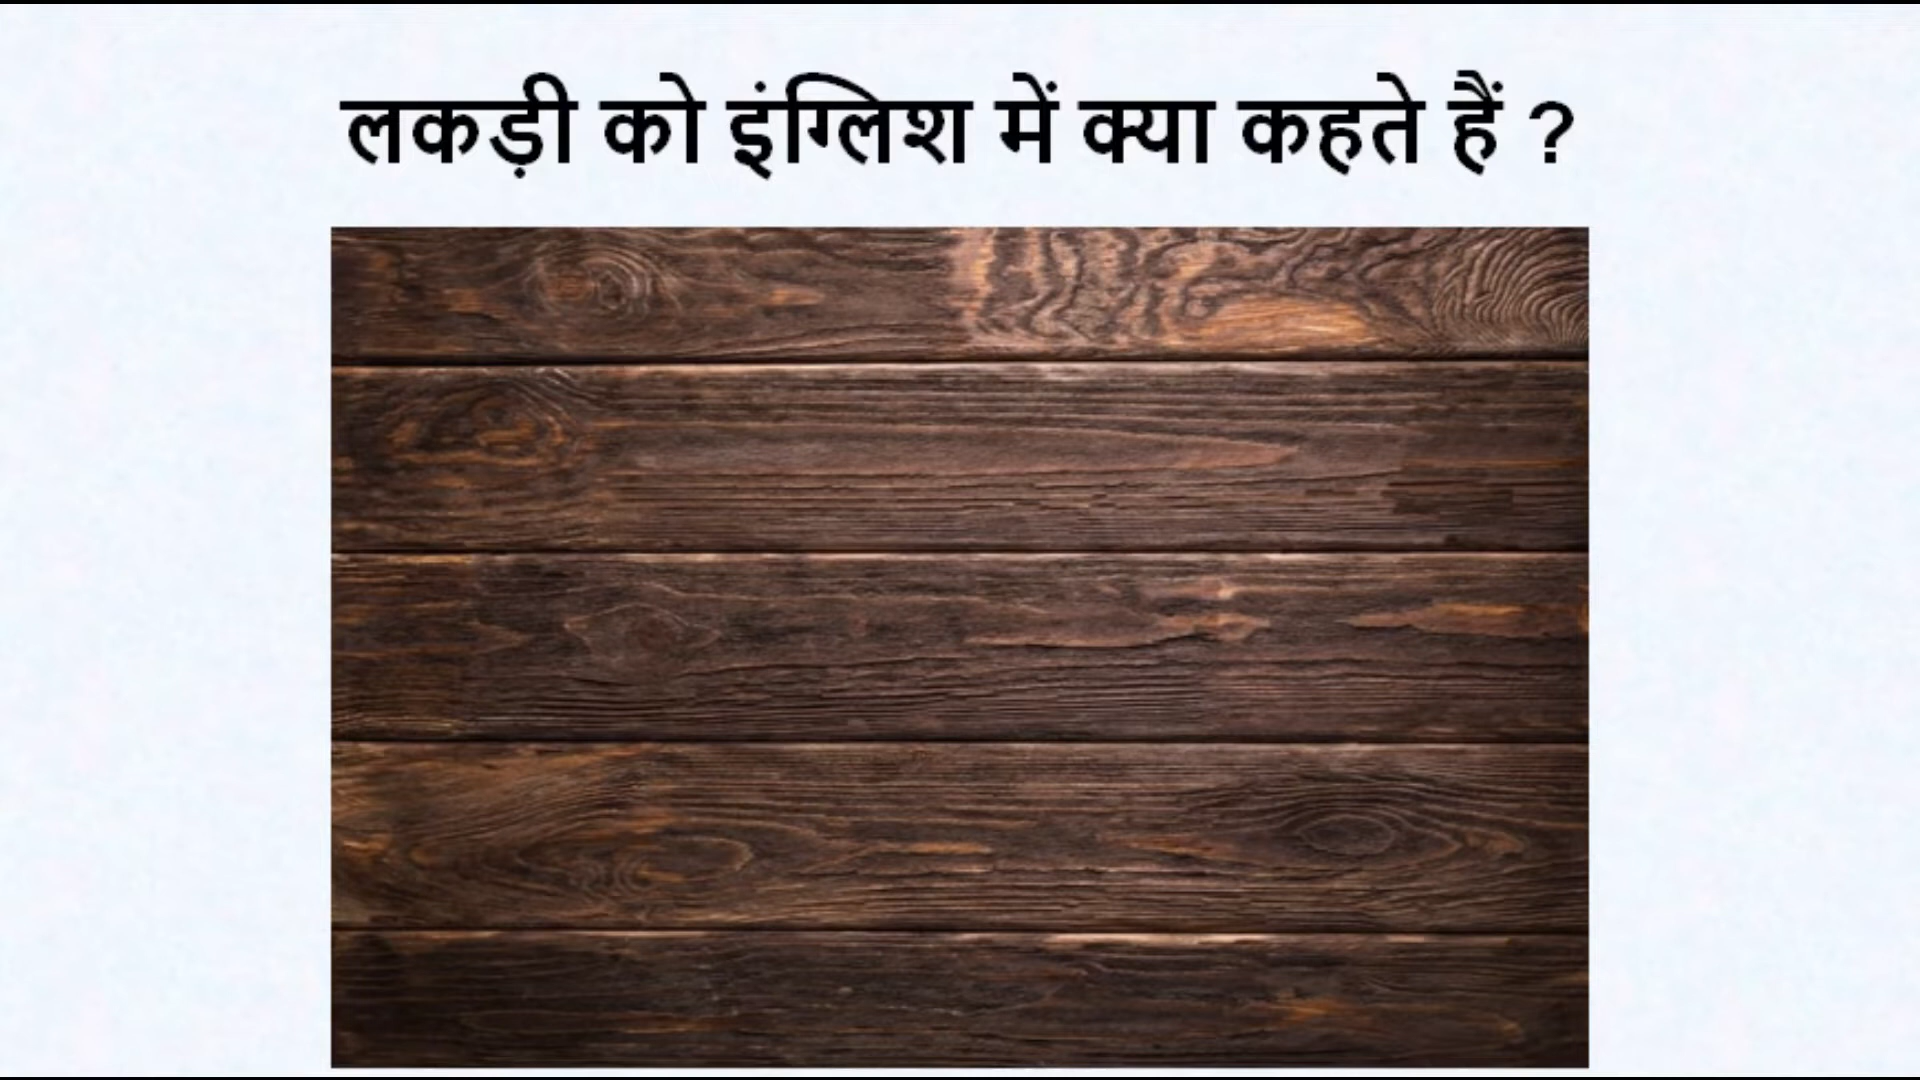 लकड़ी को इंग्लिश में क्या कहते हैं ?